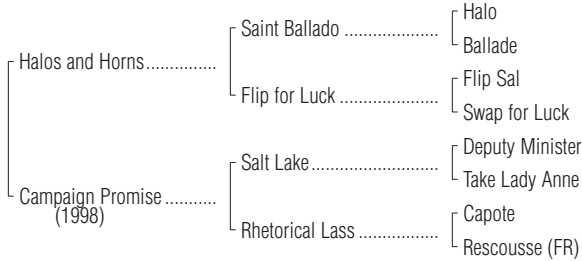 Halo
Saint Ballado ....................
Ballade
Halos and Horns...............
Flip Sal
Flip for Luck .....................
Swap for Luck
Deputy Minister
Salt Lake...........................
Take Lady Anne
Campaign Promise ...........
(1998)
Capote
Rhetorical Lass .................
Rescousse (FR)